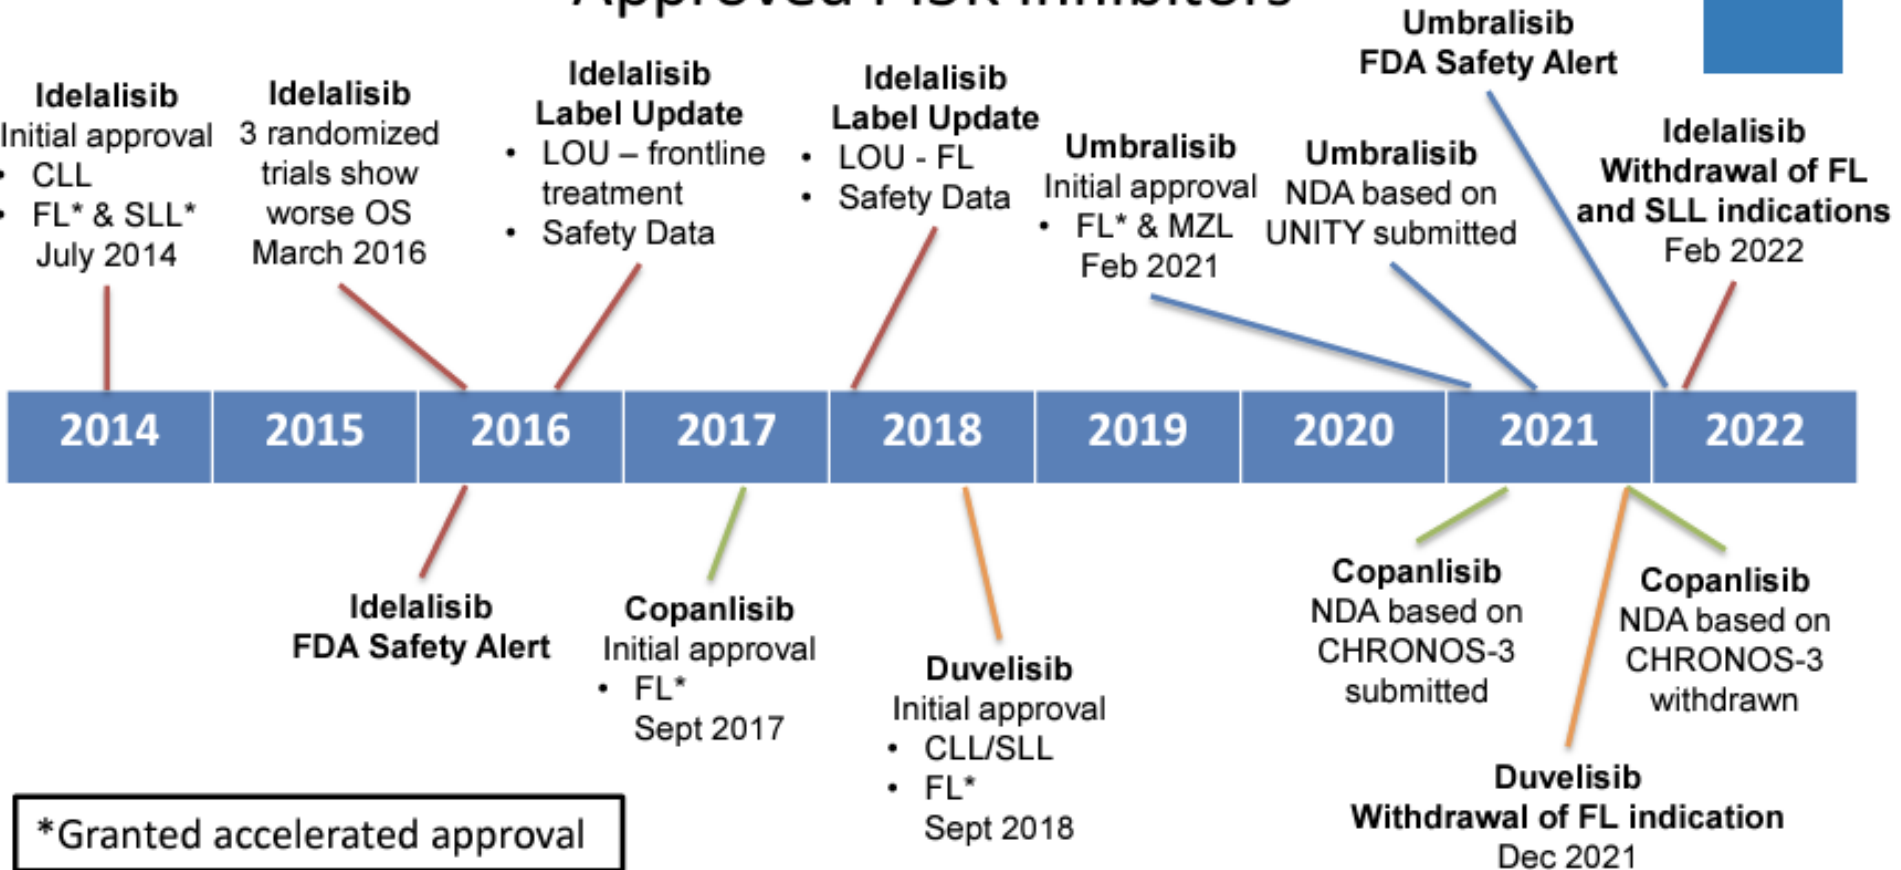 Approved PI3K Inhibitors
Idelalisib
Initial approval
• CLL
• FL* & SLL*
July 2014
Idelalisib
3 randomized
trials show
worse OS
March 2016
Idelalisib
Label Update
• LOU – frontline
treatment
• Safety Data
Idelalisib
Label Update
• LOU - FL
• Safety Data
Umbralisib
Initial approval
• FL* & MZL
Feb 2021
Umbralisib
NDA based on
UNITY submitted
Umbralisib
FDA Safety Alert
Idelalisib
Withdrawal of FL
and SLL indications
Feb 2022
2014 2015 2016 2017 2018 2019 2020 2021 2022
Idelalisib
FDA Safety Alert
Copanlisib
Initial approval
• FL*
Sept 2017
Duvelisib
Initial approval
• CLL/SLL
• FL*
Sept 2018
Copanlisib
NDA based on
CHRONOS-3
submitted
Duvelisib
Withdrawal of FL indication
Dec 2021
Copanlisib
NDA based on
CHRONOS-3
withdrawn
*Granted accelerated approval